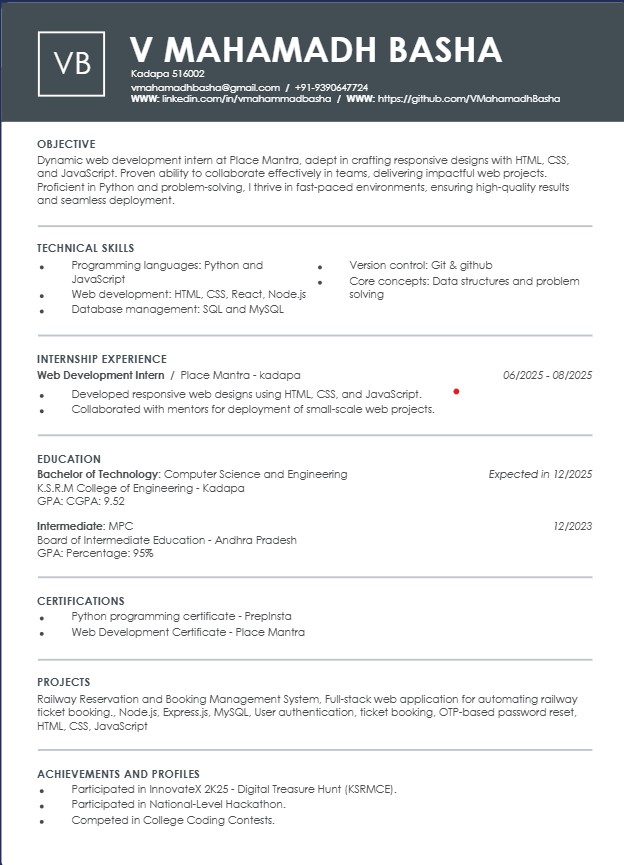 VB
V MAHAMADH BASHA
Kadapa 516002
vmahammadhbasha@gmail.com / +91-9390647724
WWW: linkedin.com/in/vmahammadbasha / WWW: https://github.com/VMahamadhBasha
OBJECTIVE
Dynamic web development intern at Place Mantra, adept in crafting responsive designs with HTML, CSS,
and JavaScript. Proven ability to collaborate effectively in teams, delivering impactful web projects.
Proficient in Python and problem-solving, I thrive in fast-paced environments, ensuring high-quality results
and seamless deployment.
TECHNICAL SKILLS
• Programming languages: Python and
JavaScript
• Web development: HTML, CSS, React, Node.js
• Database management: SQL and MySQL
• Version control: Git & github
• Core concepts: Data structures and problem
solving
INTERNSHIP EXPERIENCE
Web Development Intern / Place Mantra - kadapa 06/2025 - 08/2025
• Developed responsive web designs using HTML, CSS, and JavaScript.
• Collaborated with mentors for deployment of small-scale web projects.
EDUCATION
Bachelor of Technology: Computer Science and Engineering Expected in 12/2025
K.S.R.M College of Engineering - Kadapa
GPA: CGPA: 9.52
Intermediate: MPC 12/2023
Board of Intermediate Education - Andhra Pradesh
GPA: Percentage: 95%
CERTIFICATIONS
• Python programming certificate - PrepInsta
• Web Development Certificate - Place Mantra
PROJECTS
Railway Reservation and Booking Management System, Full-stack web application for automating railway
ticket booking., Node.js, Express.js, MySQL, User authentication, ticket booking, OTP-based password reset,
HTML, CSS, JavaScript
ACHIEVEMENTS AND PROFILES
• Participated in InnovateX 2K25 - Digital Treasure Hunt (KSRMCE).
• Participated in National-Level Hackathon.
• Competed in College Coding Contests.